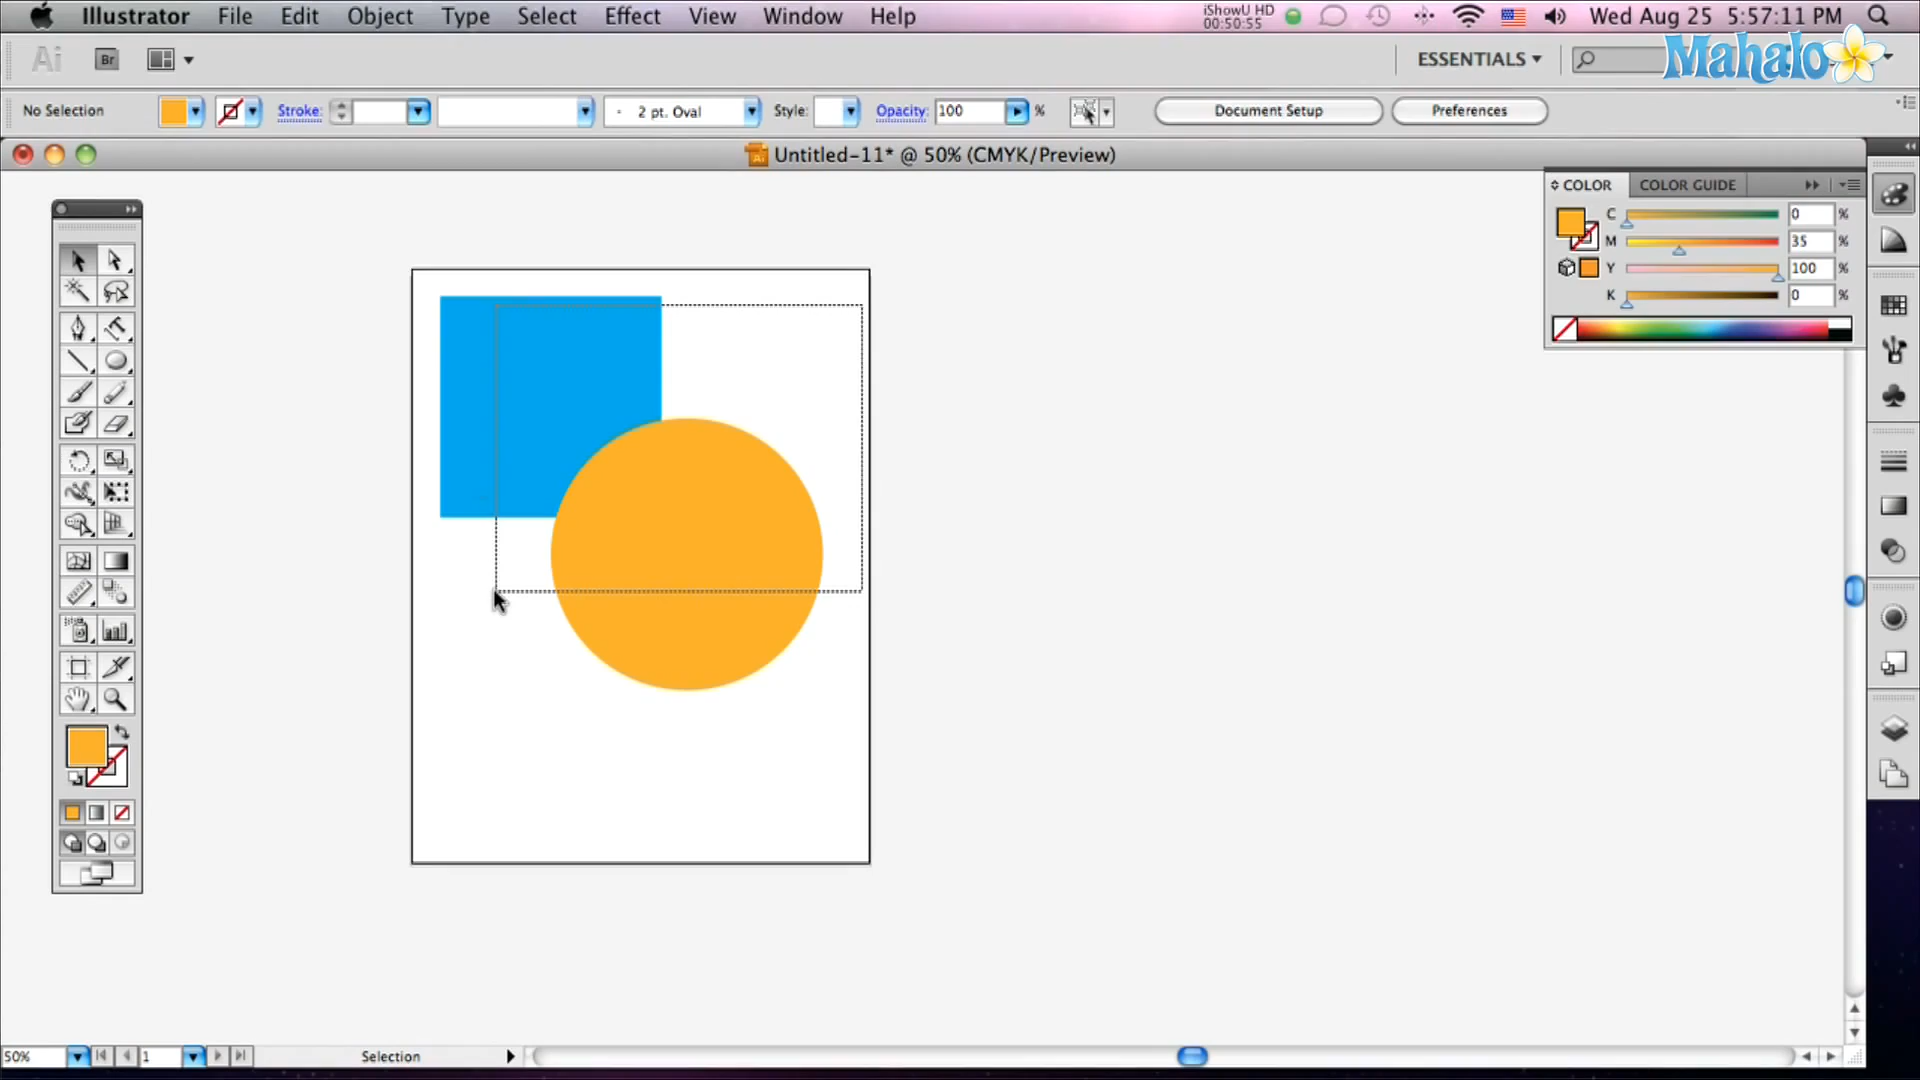 Illustrator File Edit Object Type Select Effect View Window Help iShowU HD 00:50:55 Wed Aug 25 5:57:11 PM
Ai Br ESSENTIALS Mahalo
No Selection Stroke: 2 pt. Oval Style: Opacity: 100 % Document Setup Preferences
Untitled-11* @ 50% (CMYK/Preview)
COLOR COLOR GUIDE
C 0 %
M 35 %
Y 100 %
K 0 %
50% 1 Selection